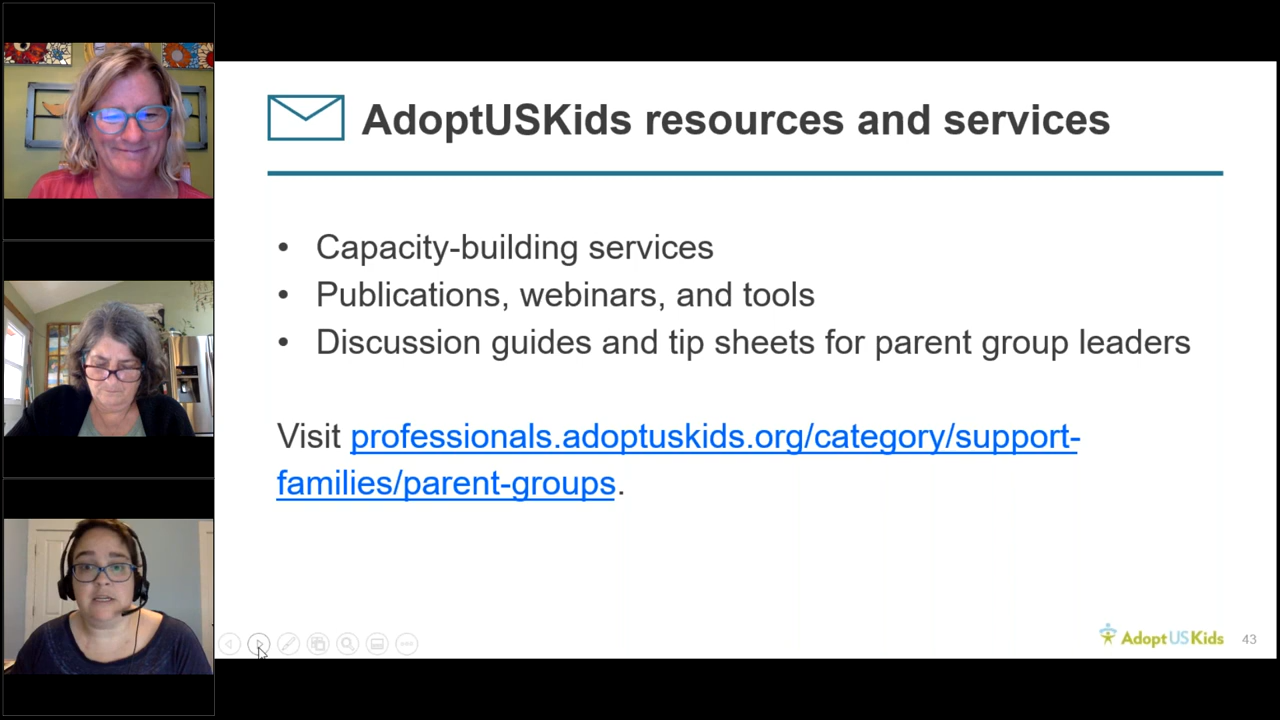 AdoptUSKids resources and services
• Capacity-building services
• Publications, webinars, and tools
• Discussion guides and tip sheets for parent group leaders
Visit professionals.adoptuskids.org/category/support-
families/parent-groups.
AdoptUSKids 43